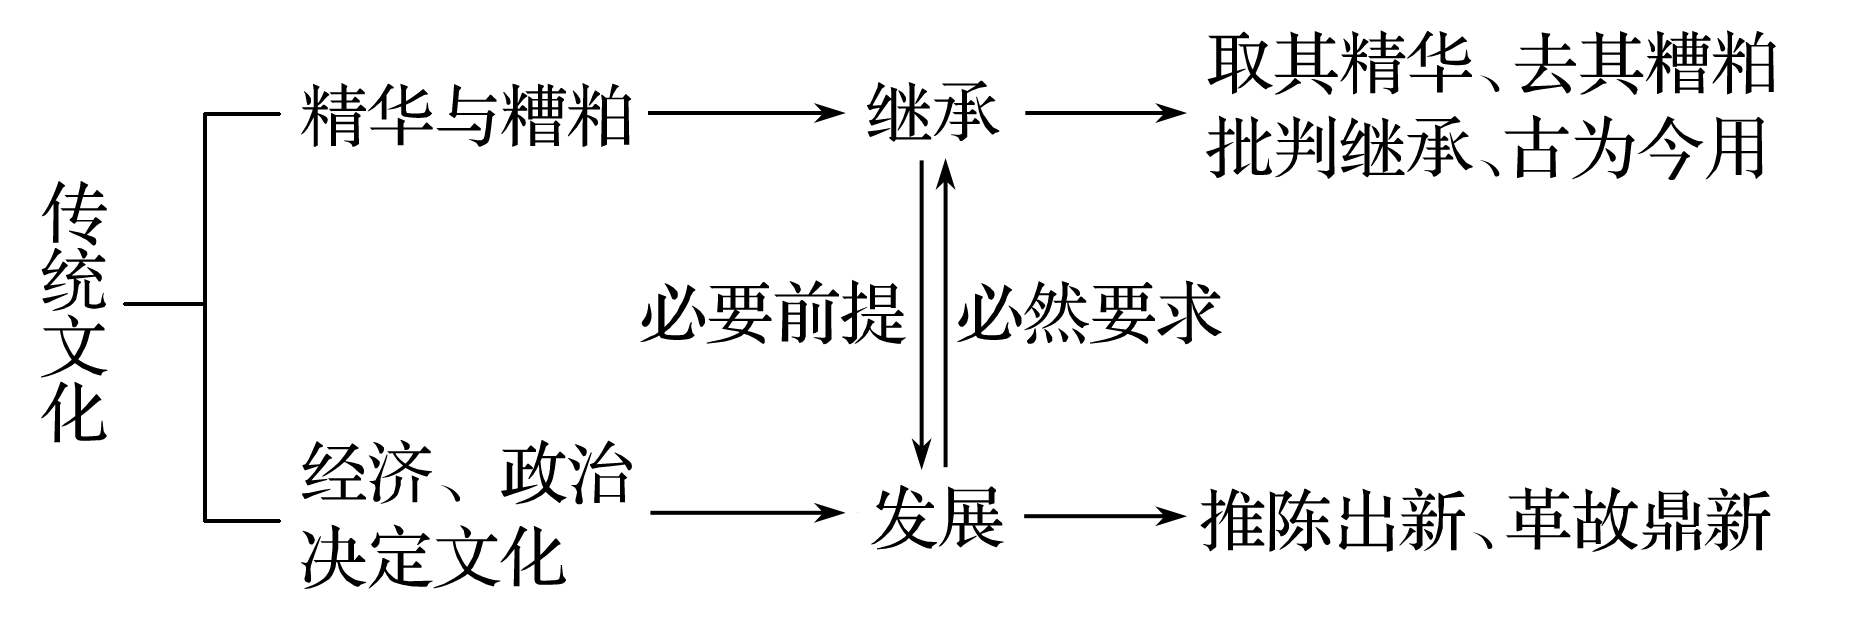 传统文化
精华与糟粕
继承
取其精华、去其糟粕
批判继承、古为今用
必要前提
必然要求
经济、政治
决定文化
发展
推陈出新、革故鼎新